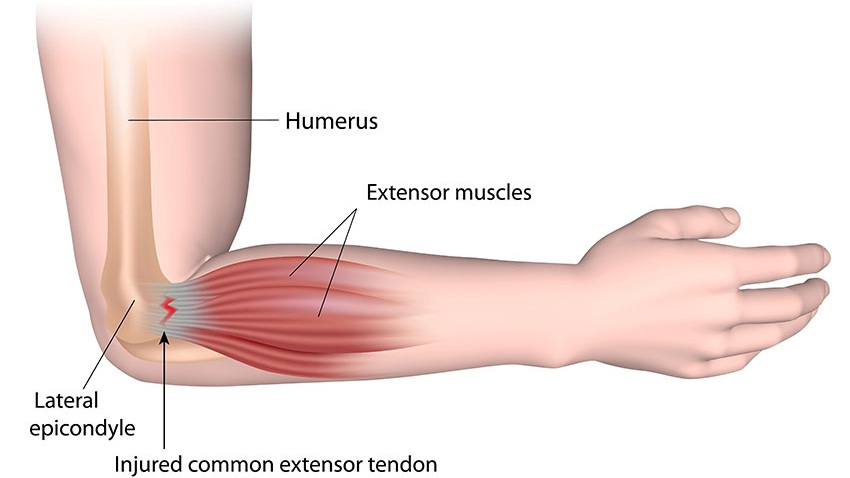 Humerus
Extensor muscles
Lateral
epicondyle
Injured common extensor tendon